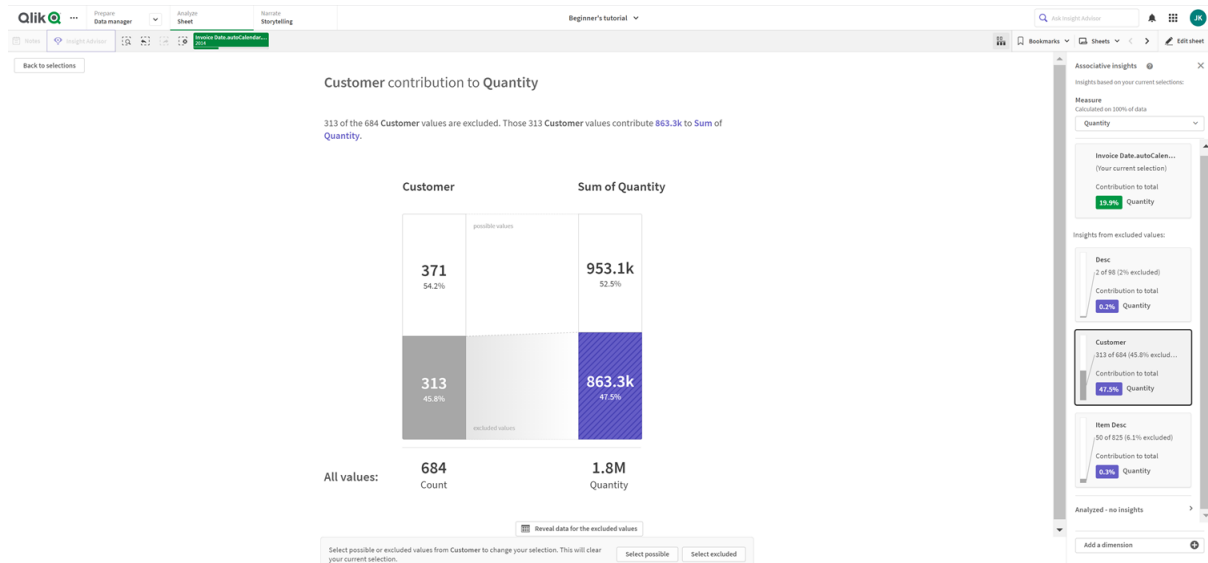 Qlik
Prepare
Data manager
Analyze
Sheet
Narrate
Storytelling
Beginner's tutorial
Ask Insight Advisor
JK
Notes
Insight Advisor
Invoice Date.autoCalendar....
2014
Bookmarks
Sheets
Edit sheet
Back to selections
Customer contribution to Quantity
313 of the 684 Customer values are excluded. Those 313 Customer values contribute 863.3k to Sum of
Quantity.
Customer
Sum of Quantity
possible values
371
54.2%
953.1k
52.5%
313
45.8%
863.3k
47.5%
excluded values
All values:
684
Count
1.8M
Quantity
Reveal data for the excluded values
Select possible or excluded values from Customer to change your selection. This will clear
your current selection.
Select possible
Select excluded
Associative insights
Insights based on your current selections:
Measure
Calculated on 100% of data
Quantity
Invoice Date.autoCalen...
(Your current selection)
Contribution to total
19.9% Quantity
Insights from excluded values:
Desc
2 of 98 (2% excluded)
Contribution to total
0.2% Quantity
Customer
313 of 684 (45.8% exclud...
Contribution to total
47.5% Quantity
Item Desc
50 of 825 (6.1% excluded)
Contribution to total
0.3% Quantity
Analyzed - no insights
Add a dimension